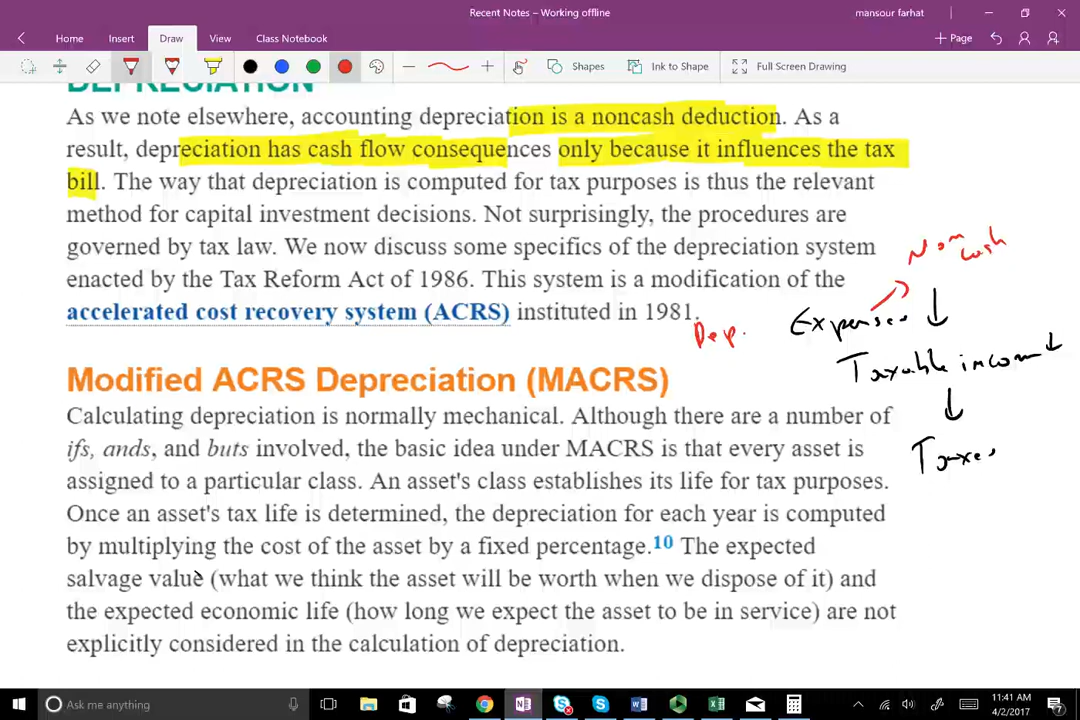 Recent Notes - Working offline
mansour farhat
Home Insert Draw View Class Notebook
Page
Shapes Ink to Shape Full Screen Drawing
DEPRECIATION
As we note elsewhere, accounting depreciation is a noncash deduction. As a
result, depreciation has cash flow consequences only because it influences the tax
bill. The way that depreciation is computed for tax purposes is thus the relevant
method for capital investment decisions. Not surprisingly, the procedures are
governed by tax law. We now discuss some specifics of the depreciation system
enacted by the Tax Reform Act of 1986. This system is a modification of the
accelerated cost recovery system (ACRS) instituted in 1981.
Non cash
Dep.
Expenses ↓
Taxable income ↓
↓
Taxes
Modified ACRS Depreciation (MACRS)
Calculating depreciation is normally mechanical. Although there are a number of
ifs, ands, and buts involved, the basic idea under MACRS is that every asset is
assigned to a particular class. An asset's class establishes its life for tax purposes.
Once an asset's tax life is determined, the depreciation for each year is computed
by multiplying the cost of the asset by a fixed percentage.10 The expected
salvage value (what we think the asset will be worth when we dispose of it) and
the expected economic life (how long we expect the asset to be in service) are not
explicitly considered in the calculation of depreciation.
Ask me anything
11:41 AM
4/2/2017